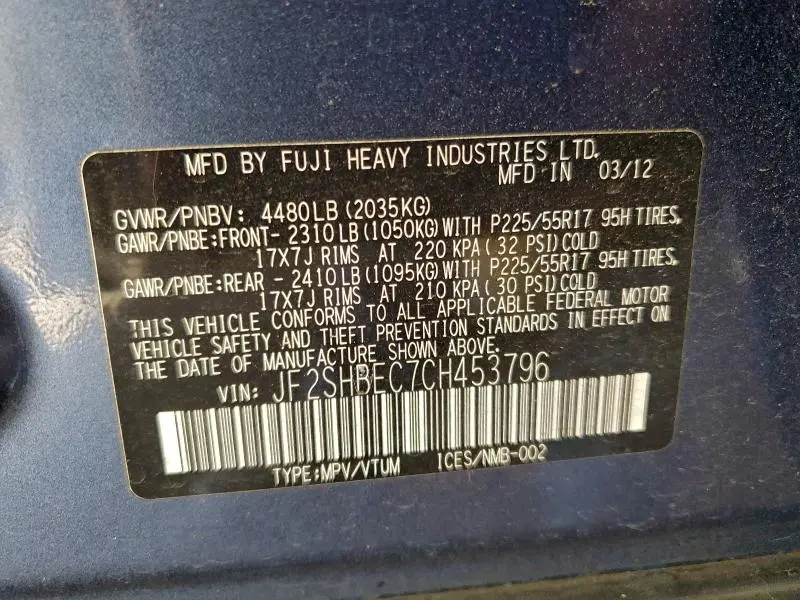 MFD BY FUJI HEAVY INDUSTRIES LTD.
MFD IN 03/12
GVWR/PNBV: 4480LB (2035KG)
GAWR/PNBE:FRONT- 2310LB (1050KG) WITH P225/55R17 95H TIRES,
17X7J RIMS AT 220 KPA( 32 PSI) COLD
GAWR/PNBE:REAR - 2410LB (1095KG) WITH P225/55R17 95H TIRES,
17X7J RIMS AT 210 KPA( 30 PSI) COLD
THIS VEHICLE CONFORMS TO ALL APPLICABLE FEDERAL MOTOR
VEHICLE SAFETY AND THEFT PREVENTION STANDARDS IN EFFECT ON
THE DATE OF MANUFACTURE SHOWN ABOVE.
VIN: JF2SHBEC7CH453796
TYPE:MPV/VTUM ICES/NMB-002